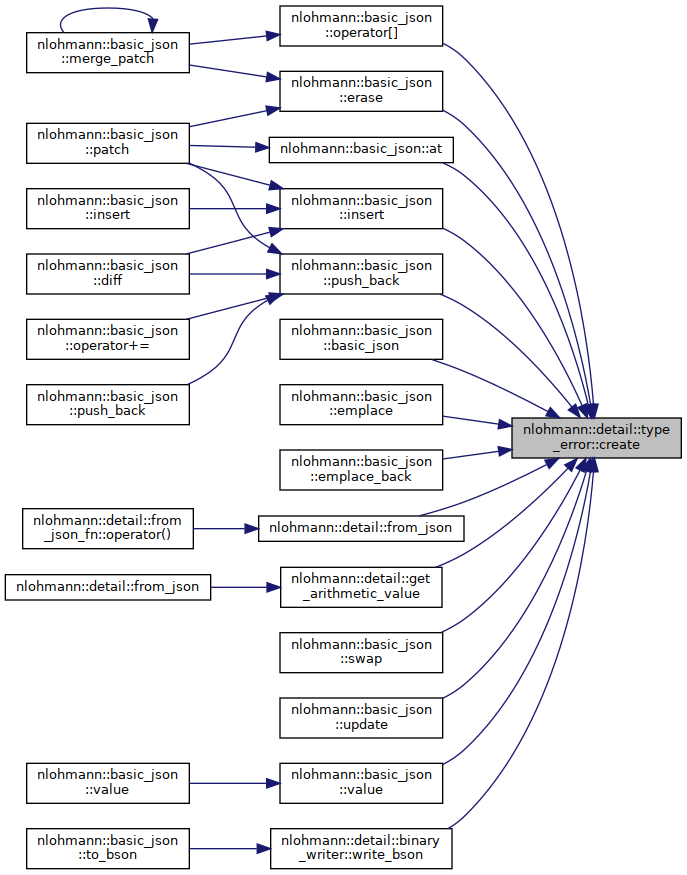 nlohmann::basic_json
::operator[]
nlohmann::basic_json
::merge_patch
nlohmann::basic_json
::erase
nlohmann::basic_json
::patch
nlohmann::basic_json::at
nlohmann::basic_json
::insert
nlohmann::basic_json
::insert
nlohmann::basic_json
::diff
nlohmann::basic_json
::push_back
nlohmann::basic_json
::operator+=
nlohmann::basic_json
::basic_json
nlohmann::basic_json
::push_back
nlohmann::basic_json
::emplace
nlohmann::detail::type
_error::create
nlohmann::basic_json
::emplace_back
nlohmann::detail::from
_json_fn::operator()
nlohmann::detail::from_json
nlohmann::detail::from_json
nlohmann::detail::get
_arithmetic_value
nlohmann::basic_json
::swap
nlohmann::basic_json
::update
nlohmann::basic_json
::value
nlohmann::basic_json
::value
nlohmann::basic_json
::to_bson
nlohmann::detail::binary
_writer::write_bson